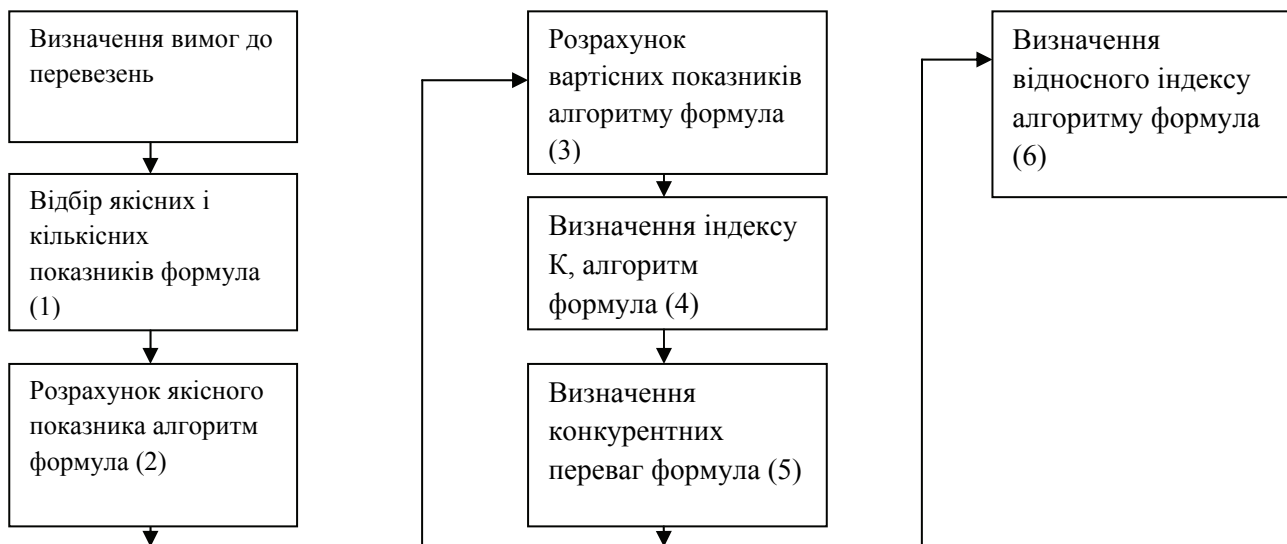 Визначення вимог до
перевезень
Відбір якісних і
кількісних
показників формула
(1)
Розрахунок якісного
показника алгоритм
формула (2)
Розрахунок
вартісних показників
алгоритму формула
(3)
Визначення індексу
К, алгоритм
формула (4)
Визначення
конкурентних
переваг формула (5)
Визначення
відносного індексу
алгоритму формула
(6)